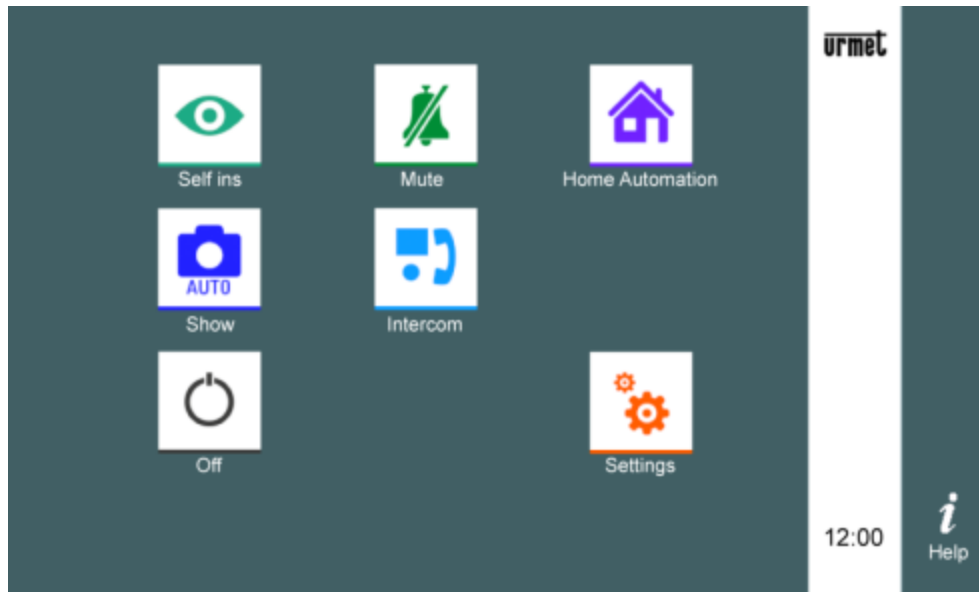 urmet
Self ins
Mute
Home Automation
AUTO
Show
Intercom
Off
Settings
12:00
Help